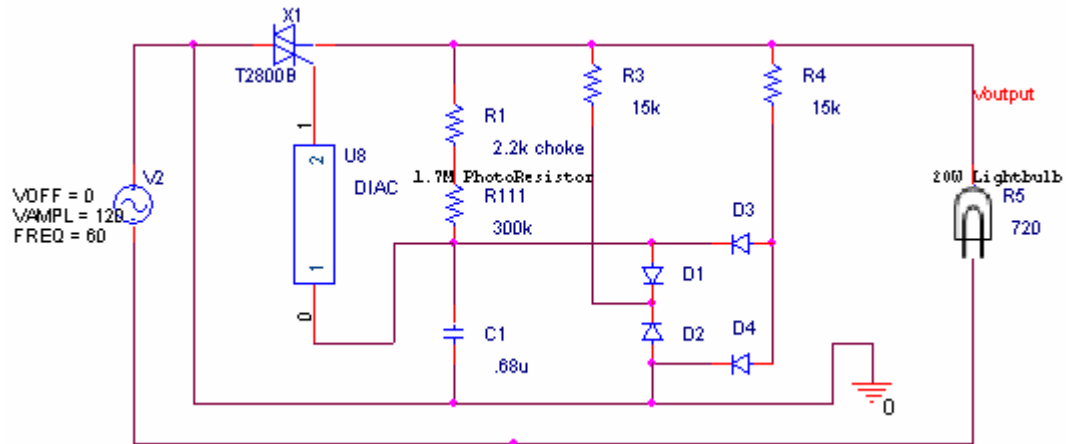 X1
T2800B
V2
VOFF = 0
VAMPL = 120
FREQ = 60
1
2
U8
DIAC
1
0
R1
2.2k choke
1.7M PhotoResistor
R111
300k
C1
.68u
R3
15k
R4
15k
D3
D1
D2
D4
0
Voutput
20W Lightbulb
R5
720